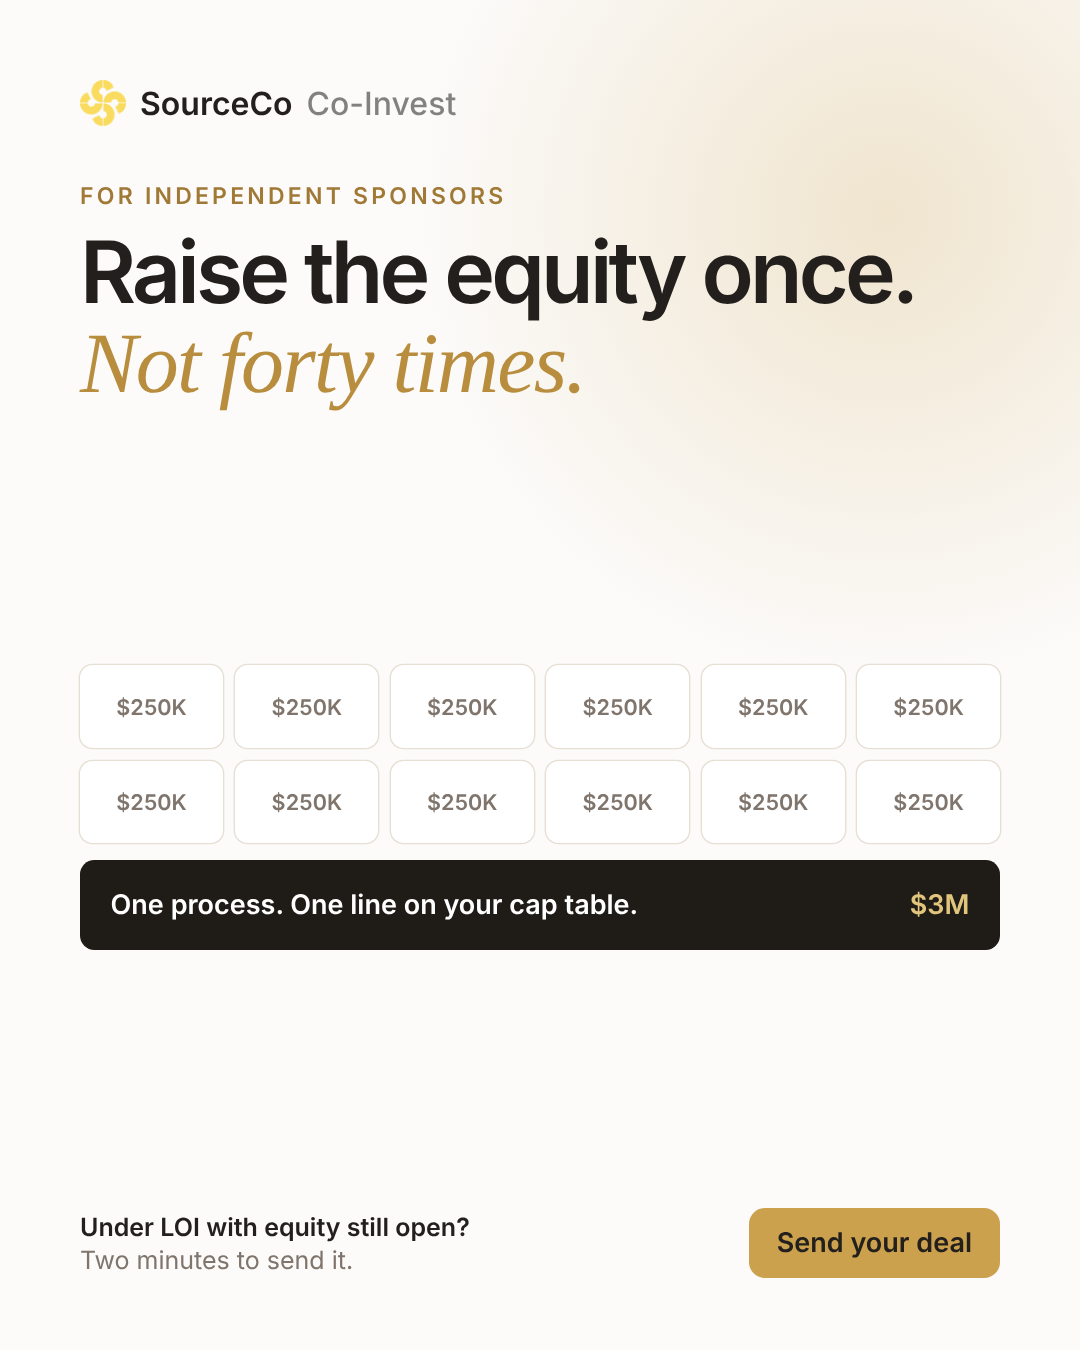 SourceCo Co-Invest
FOR INDEPENDENT SPONSORS
Raise the equity once.
Not forty times.
$250K $250K $250K $250K $250K $250K
$250K $250K $250K $250K $250K $250K
One process. One line on your cap table. $3M
Under LOI with equity still open?
Two minutes to send it.
Send your deal